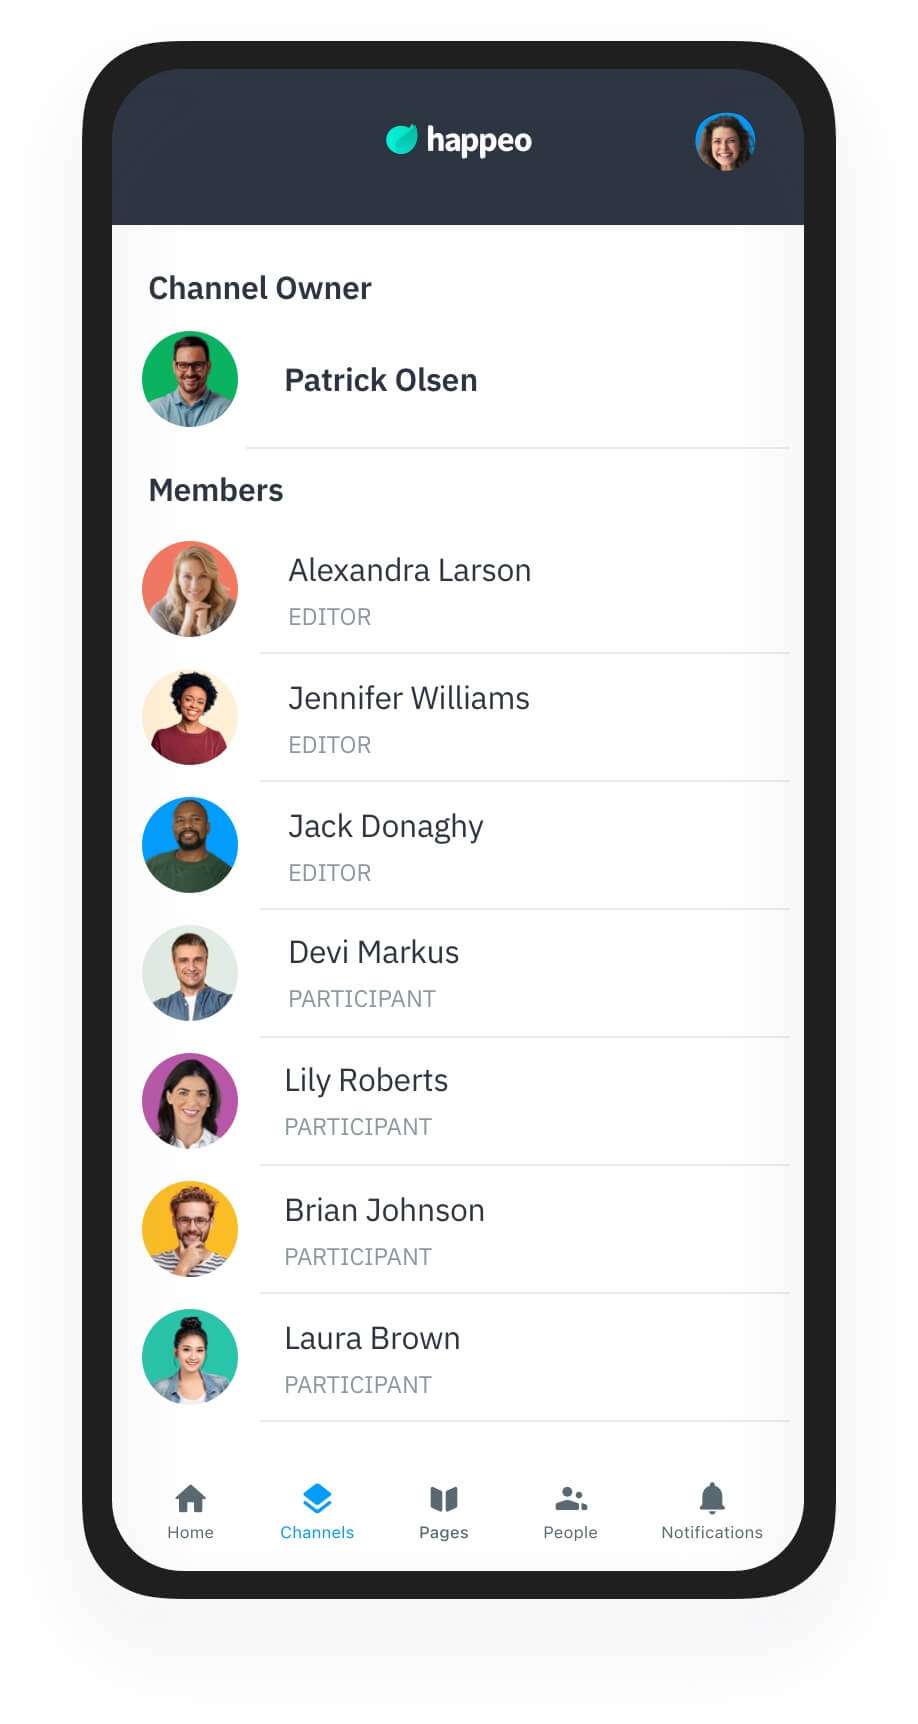 happeo
Channel Owner
Patrick Olsen
Members
Alexandra Larson
EDITOR
Jennifer Williams
EDITOR
Jack Donaghy
EDITOR
Devi Markus
PARTICIPANT
Lily Roberts
PARTICIPANT
Brian Johnson
PARTICIPANT
Laura Brown
PARTICIPANT
Home Channels Pages People Notifications